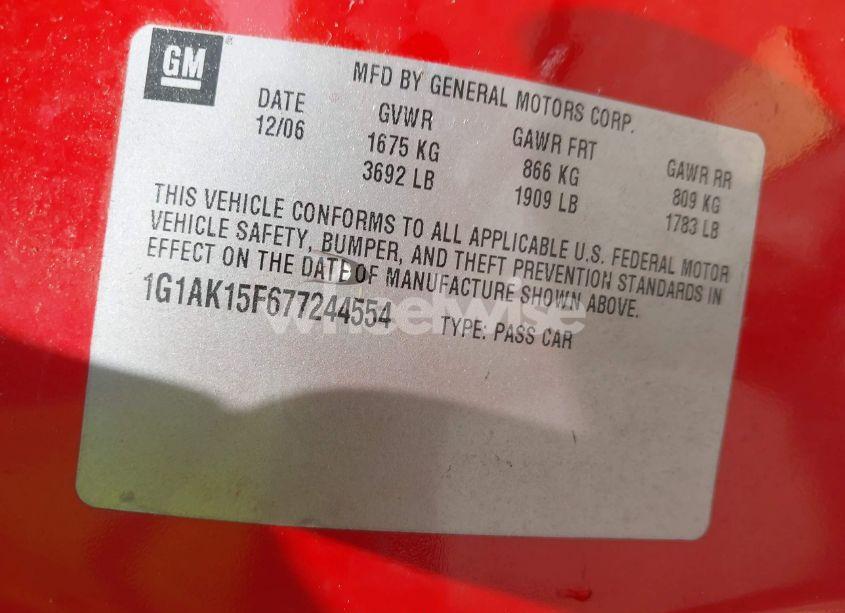 GM
MFD BY GENERAL MOTORS CORP.
DATE GVWR GAWR FRT GAWR RR
12/06 1675 KG 866 KG 809 KG
3692 LB 1909 LB 1783 LB
THIS VEHICLE CONFORMS TO ALL APPLICABLE U.S. FEDERAL MOTOR
VEHICLE SAFETY, BUMPER, AND THEFT PREVENTION STANDARDS IN
EFFECT ON THE DATE OF MANUFACTURE SHOWN ABOVE.
1G1AK15F677244554 TYPE: PASS CAR
wheelwise